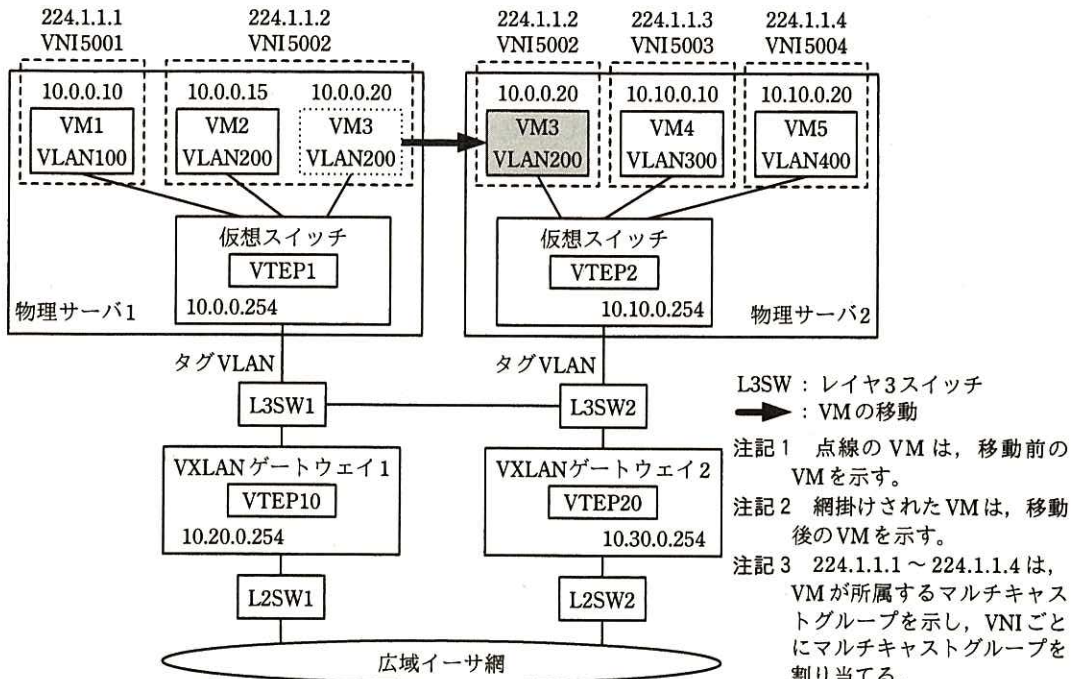 224.1.1.1
VNI5001
224.1.1.2
VNI5002
224.1.1.2
VNI5002
224.1.1.3
VNI5003
224.1.1.4
VNI5004
10.0.0.10
VM1
VLAN100
10.0.0.15
VM2
VLAN200
10.0.0.20
VM3
VLAN200
10.0.0.20
VM3
VLAN200
10.10.0.10
VM4
VLAN300
10.10.0.20
VM5
VLAN400
仮想スイッチ
VTEP1
10.0.0.254
物理サーバ1
仮想スイッチ
VTEP2
10.10.0.254
物理サーバ2
タグVLAN
タグVLAN
L3SW1
L3SW2
VXLANゲートウェイ1
VTEP10
10.20.0.254
VXLANゲートウェイ2
VTEP20
10.30.0.254
L2SW1
L2SW2
広域イーサ網
L3SW：レイヤ3スイッチ
：VMの移動
注記1 点線のVMは，移動前の
VMを示す。
注記2 網掛けされたVMは，移動
後のVMを示す。
注記3 224.1.1.1～224.1.1.4は，
VMが所属するマルチキャス
トグループを示し，VNIごと
にマルチキャストグループを
割り当てる